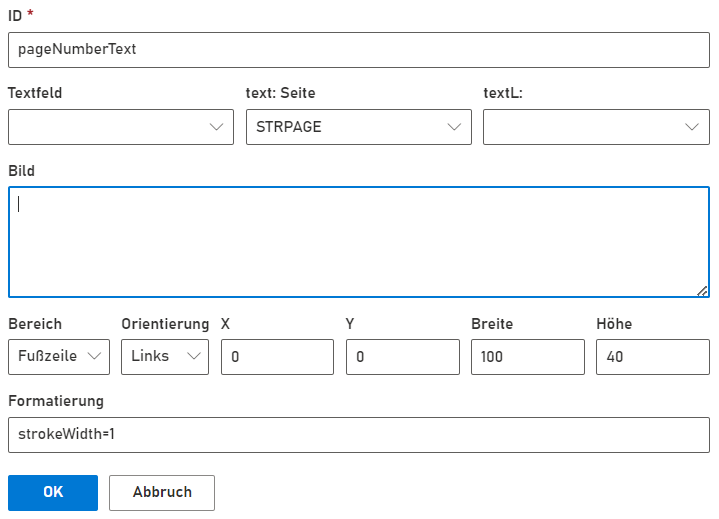 ID *
pageNumberText
Textfeld text: Seite textL:
STRPAGE
Bild
Bereich Orientierung X Y Breite Höhe
Fußzeile Links 0 0 100 40
Formatierung
strokeWidth=1
OK Abbruch